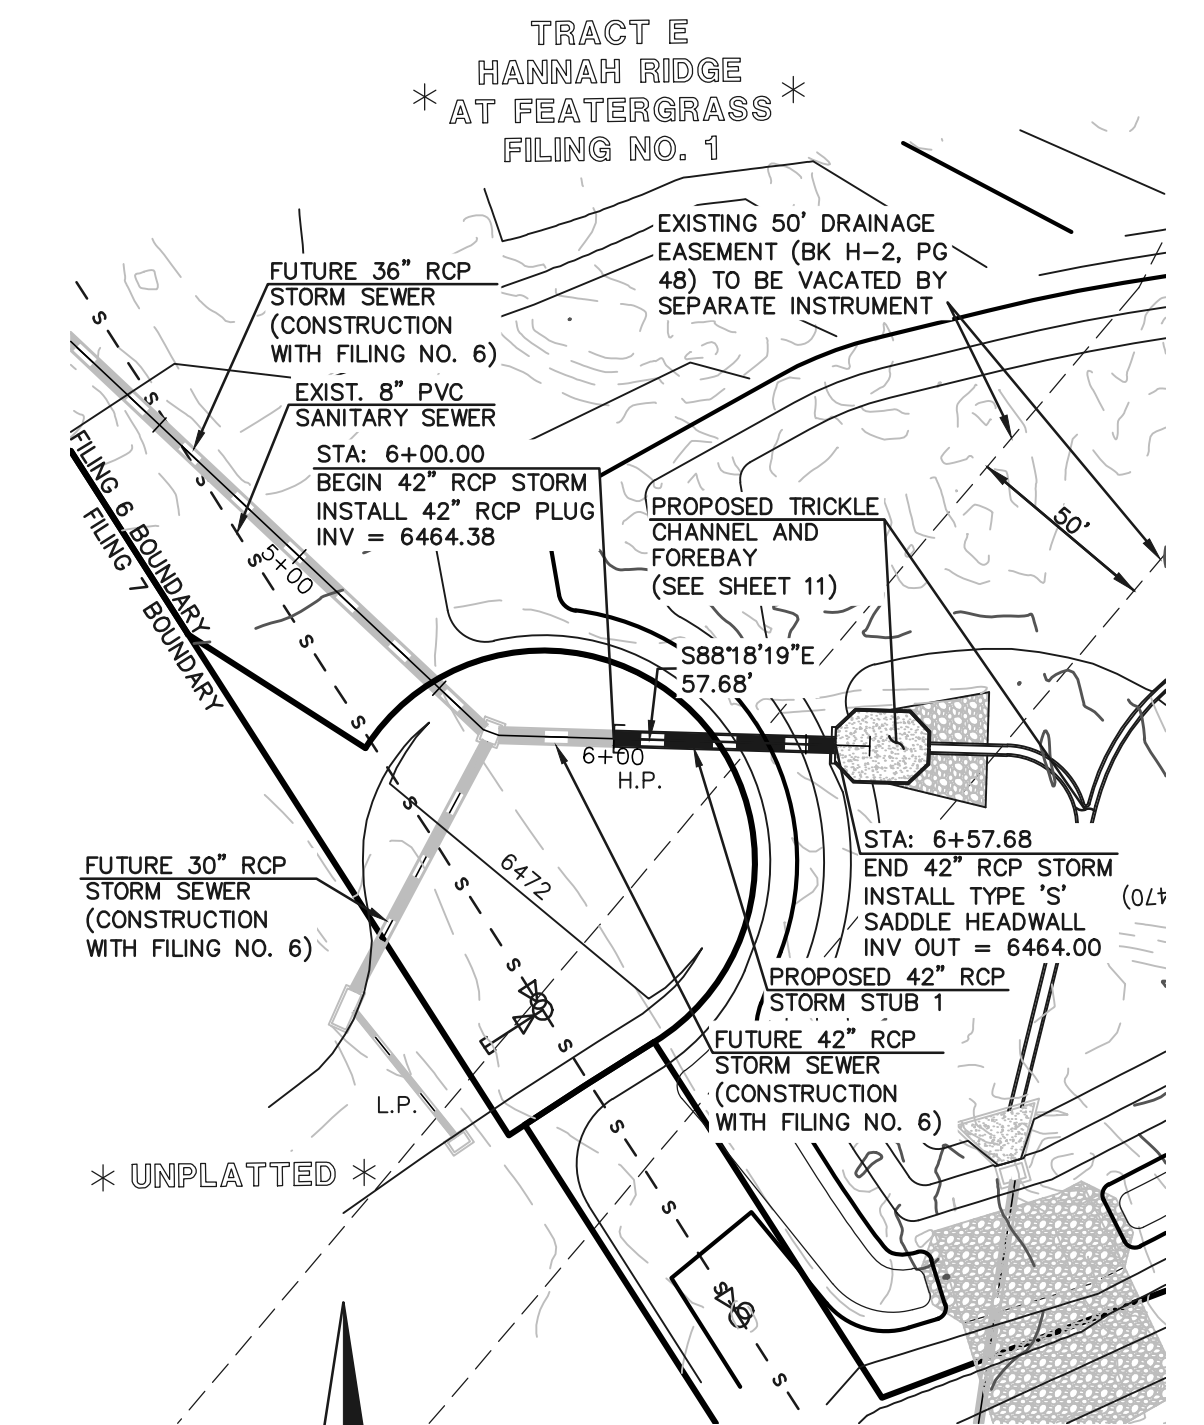 TRACT E
HANNAH RIDGE
* AT FEATERGRASS *
FILING NO. 1
EXISTING 50' DRAINAGE
EASEMENT (BK H-2, PG
48) TO BE VACATED BY
SEPARATE INSTRUMENT
FUTURE 36" RCP
STORM SEWER
(CONSTRUCTION
WITH FILING NO. 6)
EXIST. 8" PVC
SANITARY SEWER
STA: 6+00.00
BEGIN 42" RCP STORM
INSTALL 42" RCP PLUG
INV = 6464.38
PROPOSED TRICKLE
CHANNEL AND
FOREBAY
(SEE SHEET 11)
50'
FILING 6 BOUNDARY
FILING 7 BOUNDARY
5+00
S88°18'19"E
57.68'
6+00
H.P.
6472
STA: 6+57.68
END 42" RCP STORM
INSTALL TYPE 'S'
SADDLE HEADWALL
INV OUT = 6464.00
470)
FUTURE 30" RCP
STORM SEWER
(CONSTRUCTION
WITH FILING NO. 6)
PROPOSED 42" RCP
STORM STUB 1
FUTURE 42" RCP
STORM SEWER
(CONSTRUCTION
WITH FILING NO. 6)
L.P.
* UNPLATTED *
S
S
S
S
S
S
S
S
S
S
S
S
S
S
E